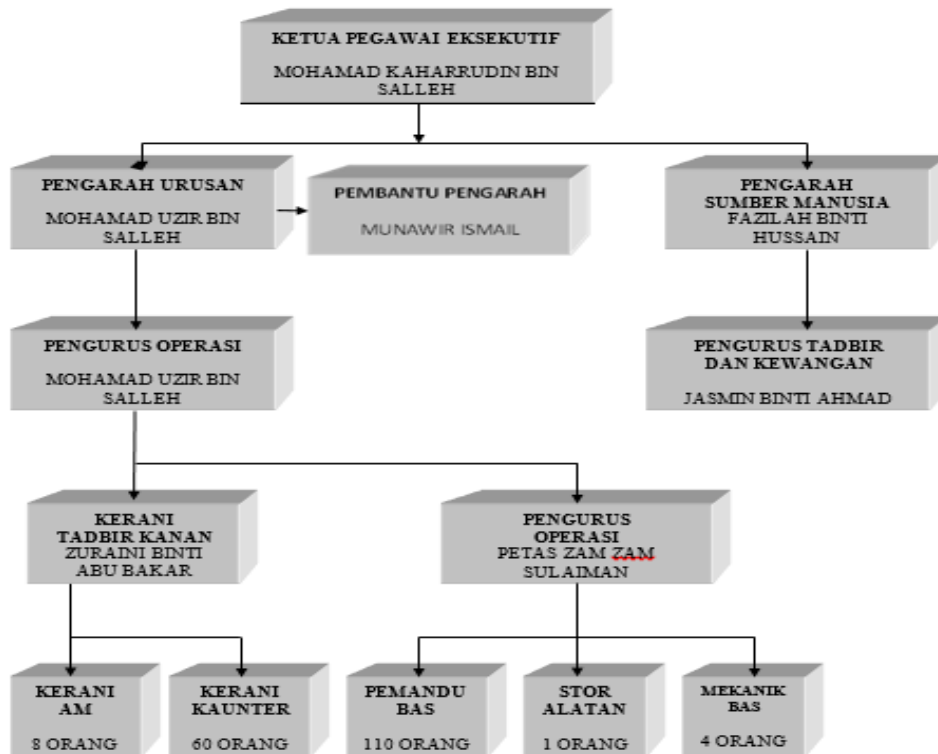 KETUA PEGAWAI EKSEKUTIF
MOHAMAD KAHARRUDIN BIN
SALLEH
PENGARAH URUSAN
MOHAMAD UZIR BIN
SALLEH
PEMBANTU PENGARAH
MUNAWIR ISMAIL
PENGARAH
SUMBER MANUSIA
FAZILAH BINTI
HUSSAIN
PENGURUS OPERASI
MOHAMAD UZIR BIN
SALLEH
PENGURUS TADBIR
DAN KEWANGAN
JASMIN BINTI AHMAD
KERANI
TADBIR KANAN
ZURAINI BINTI
ABU BAKAR
PENGURUS
OPERASI
PETAS ZAM ZAM
SULAIMAN
KERANI
AM
8 ORANG
KERANI
KAUNTER
60 ORANG
PEMANDU
BAS
110 ORANG
STOR
ALATAN
1 ORANG
MEKANIK
BAS
4 ORANG